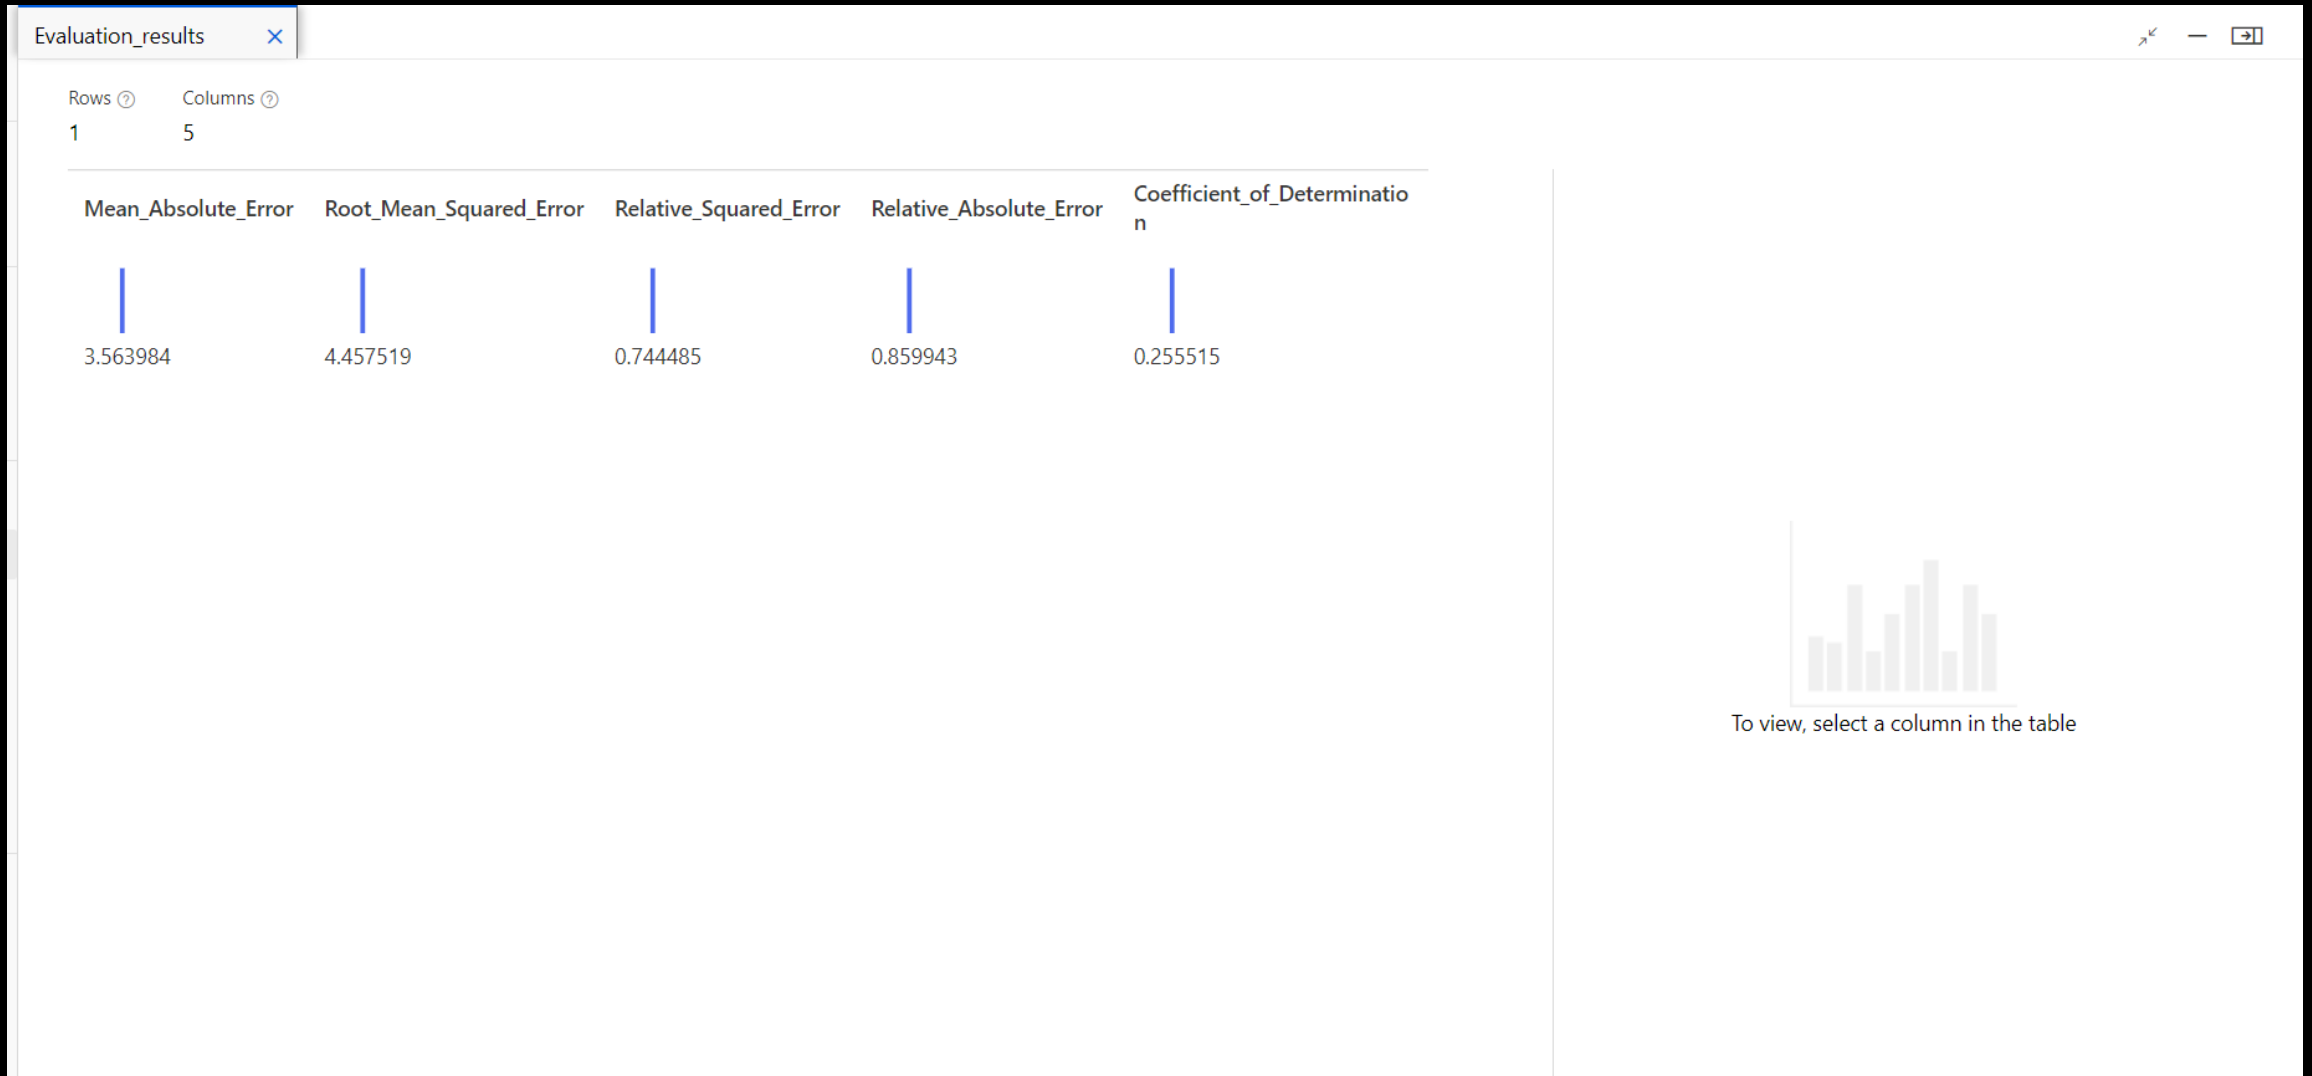 Evaluation_results
Rows Columns
1 5
Mean_Absolute_Error Root_Mean_Squared_Error Relative_Squared_Error Relative_Absolute_Error Coefficient_of_Determinatio
n
3.563984 4.457519 0.744485 0.859943 0.255515
To view, select a column in the table